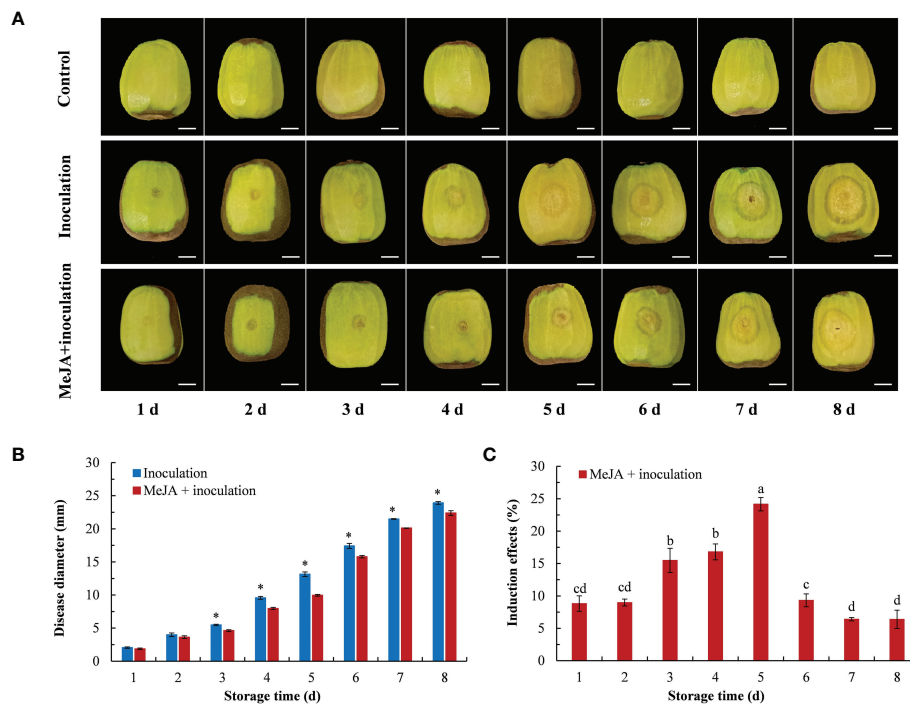 A
Control
Inoculation
MeJA+inoculation
1 d 2 d 3 d 4 d 5 d 6 d 7 d 8 d
B
Disease diameter (mm)
30
25
20
15
10
5
0
Inoculation
MeJA + inoculation
* * * * * *
1 2 3 4 5 6 7 8
Storage time (d)
C
Induction effects (%)
30
25
20
15
10
5
0
MeJA + inoculation
cd cd b b a c d d
1 2 3 4 5 6 7 8
Storage time (d)